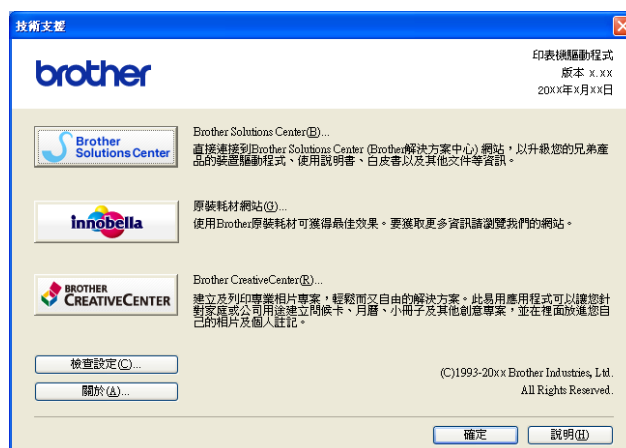 技術支援
brother
印表機驅動程式
版本 x.xx
20xx年x月xx日
Brother
Solutions Center
Brother Solutions Center(B)...
直接連接到Brother Solutions Center (Brother解決方案中心) 網站，以升級您的兄弟產
品的裝置驅動程式、使用說明書、白皮書以及其他文件等資訊。
innobella
原裝耗材網站(G)...
使用Brother原裝耗材可獲得最佳效果。要獲取更多資訊請瀏覽我們的網站。
BROTHER
CREATIVECENTER
Brother CreativeCenter(R)...
建立及列印專業相片專案，輕鬆而又自由的解決方案。此易用應用程式可以讓您針
對家庭或公司用途建立問候卡、月曆、小冊子及其他創意專案，並在裡面放進您自
己的相片及個人註記。
檢查設定(C)...
關於(A)...
(C)1993-20xx Brother Industries, Ltd.
All Rights Reserved.
確定
說明(H)